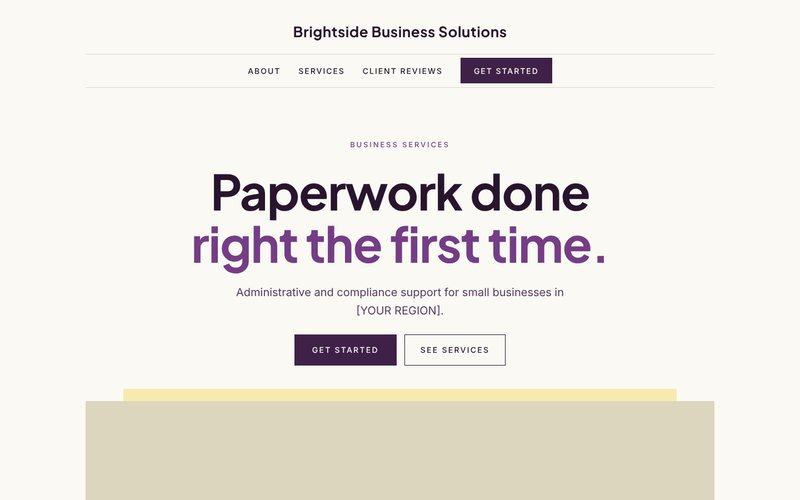 Brightside Business Solutions
ABOUT SERVICES CLIENT REVIEWS GET STARTED
BUSINESS SERVICES
Paperwork done
right the first time.
Administrative and compliance support for small businesses in
[YOUR REGION].
GET STARTED SEE SERVICES